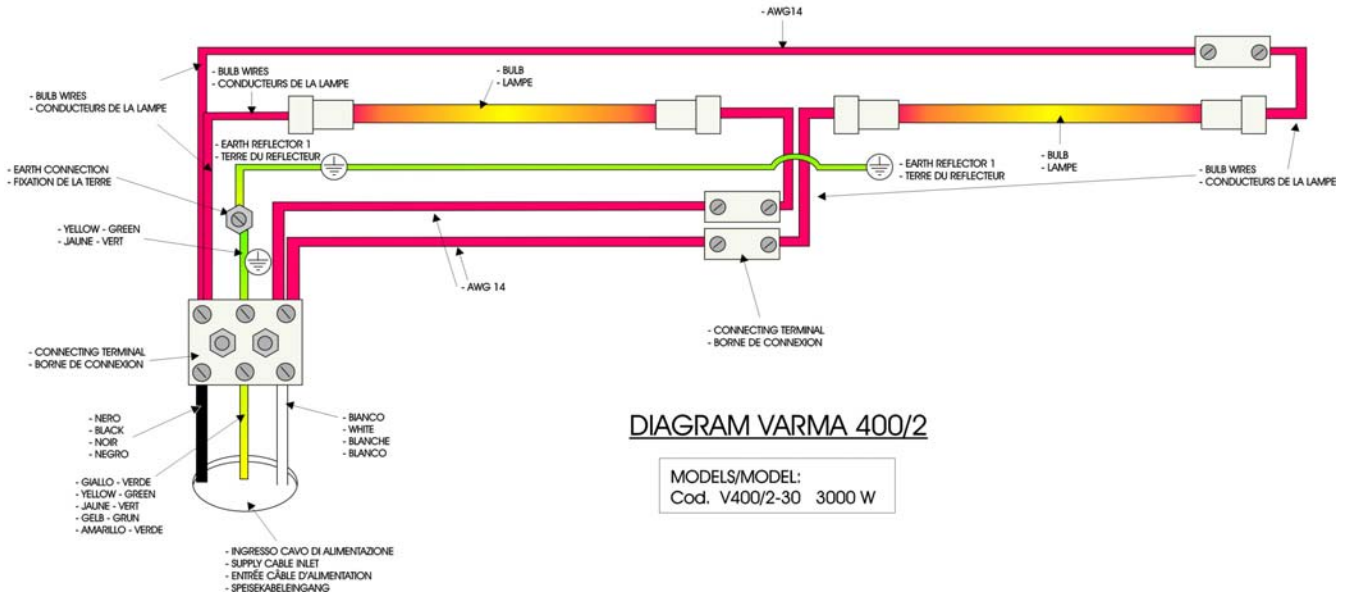 - AWG14
- BULB WIRES
- CONDUCTEURS DE LA LAMPE
- BULB WIRES
- CONDUCTEURS DE LA LAMPE
- BULB
- LAMPE
- EARTH REFLECTOR 1
- TERRE DU REFLECTEUR
- EARTH CONNECTION
- FIXATION DE LA TERRE
- EARTH REFLECTOR 1
- TERRE DU REFLECTEUR
- BULB
- LAMPE
- BULB WIRES
- CONDUCTEURS DE LA LAMPE
- YELLOW - GREEN
- JAUNE - VERT
- AWG 14
- CONNECTING TERMINAL
- BORNE DE CONNEXION
- CONNECTING TERMINAL
- BORNE DE CONNEXION
- NERO
- BLACK
- NOIR
- NEGRO
- BIANCO
- WHITE
- BLANCHE
- BLANCO
- GIALLO - VERDE
- YELLOW - GREEN
- JAUNE - VERT
- GELB - GRUN
- AMARILLO - VERDE
- INGRESSO CAVO DI ALIMENTAZIONE
- SUPPLY CABLE INLET
- ENTRÉE CÂBLE D'ALIMENTATION
- SPEISEKABELEINGANG
DIAGRAM VARMA 400/2
MODELS/MODEL:
Cod. V400/2-30 3000 W